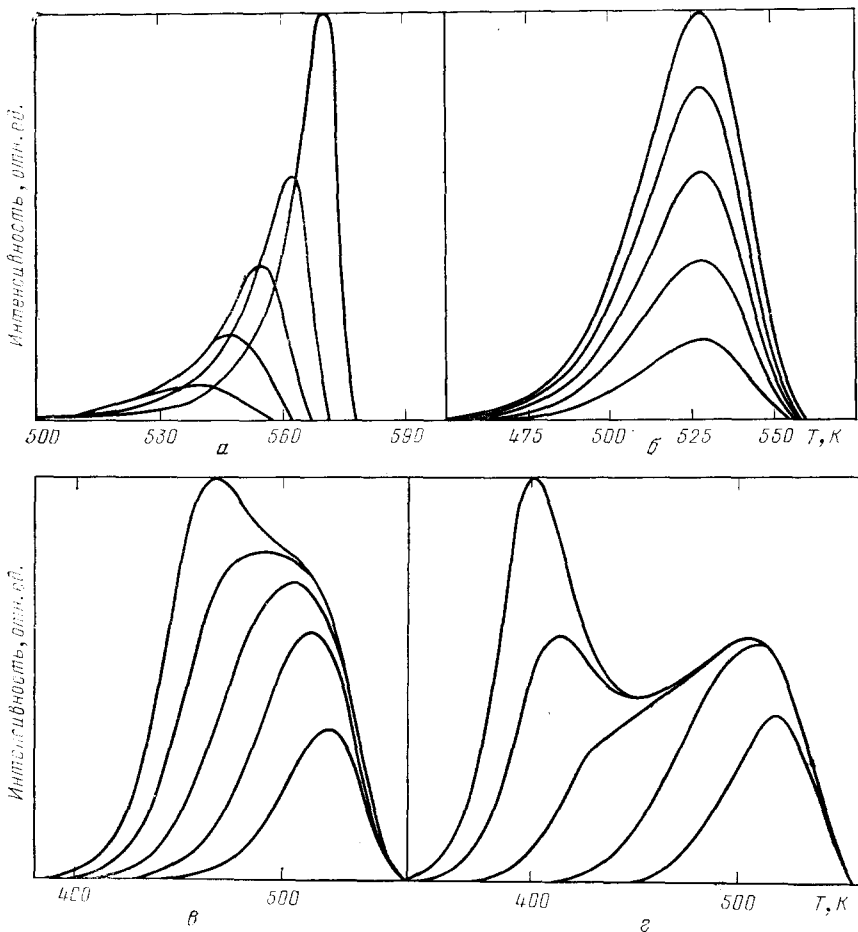 Интенсивность, отн. ед.
500 530 560 590
а
475 500 525 550 T, К
б
Интенсивность, отн. ед.
400 500
в
400 500 T, К
г